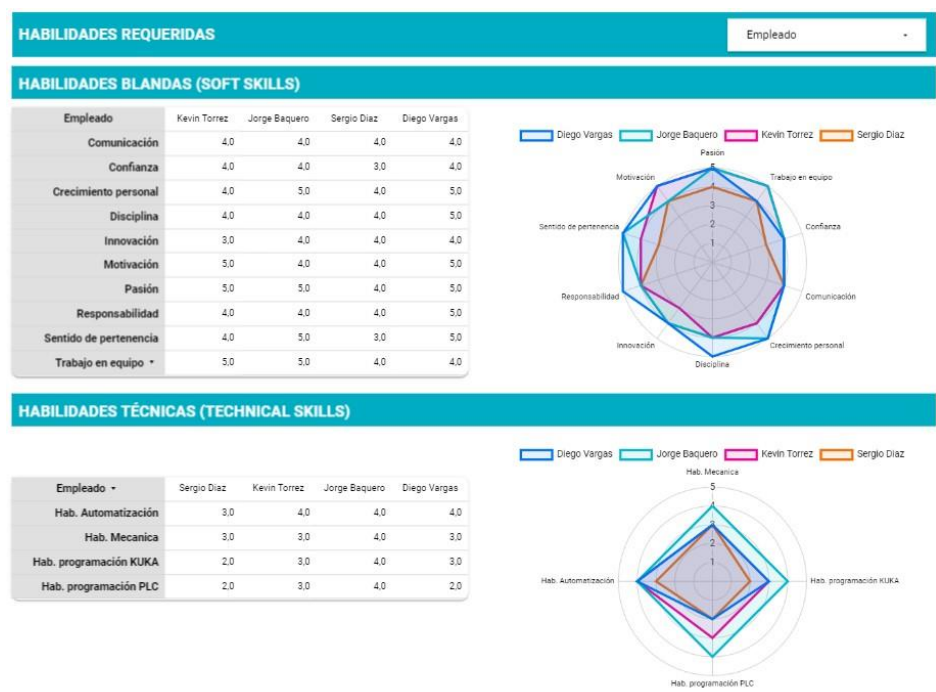 HABILIDADES REQUERIDAS
Empleado
HABILIDADES BLANDAS (SOFT SKILLS)
Empleado Kevin Torrez Jorge Baquero Sergio Diaz Diego Vargas
Comunicación 4,0 4,0 4,0 4,0
Confianza 4,0 4,0 3,0 4,0
Crecimiento personal 4,0 5,0 4,0 5,0
Disciplina 4,0 4,0 4,0 5,0
Innovación 3,0 4,0 4,0 4,0
Motivación 5,0 4,0 4,0 5,0
Pasión 5,0 5,0 4,0 5,0
Responsabilidad 4,0 4,0 4,0 5,0
Sentido de pertenencia 4,0 5,0 3,0 5,0
Trabajo en equipo 5,0 5,0 4,0 4,0
Diego Vargas Jorge Baquero Kevin Torrez Sergio Diaz
Pasión
Motivación 5 Trabajo en equipo
4
3
Sentido de pertenencia 2 Confianza
1
Responsabilidad Comunicación
Innovación Crecimiento personal
Disciplina
HABILIDADES TÉCNICAS (TECHNICAL SKILLS)
Empleado Sergio Diaz Kevin Torrez Jorge Baquero Diego Vargas
Hab. Automatización 3,0 4,0 4,0 4,0
Hab. Mecanica 3,0 3,0 4,0 3,0
Hab. programación KUKA 2,0 3,0 4,0 3,0
Hab. programación PLC 2,0 3,0 4,0 2,0
Diego Vargas Jorge Baquero Kevin Torrez Sergio Diaz
Hab. Mecanica
5
4
3
2
1
Hab. Automatización Hab. programación KUKA
Hab. programación PLC